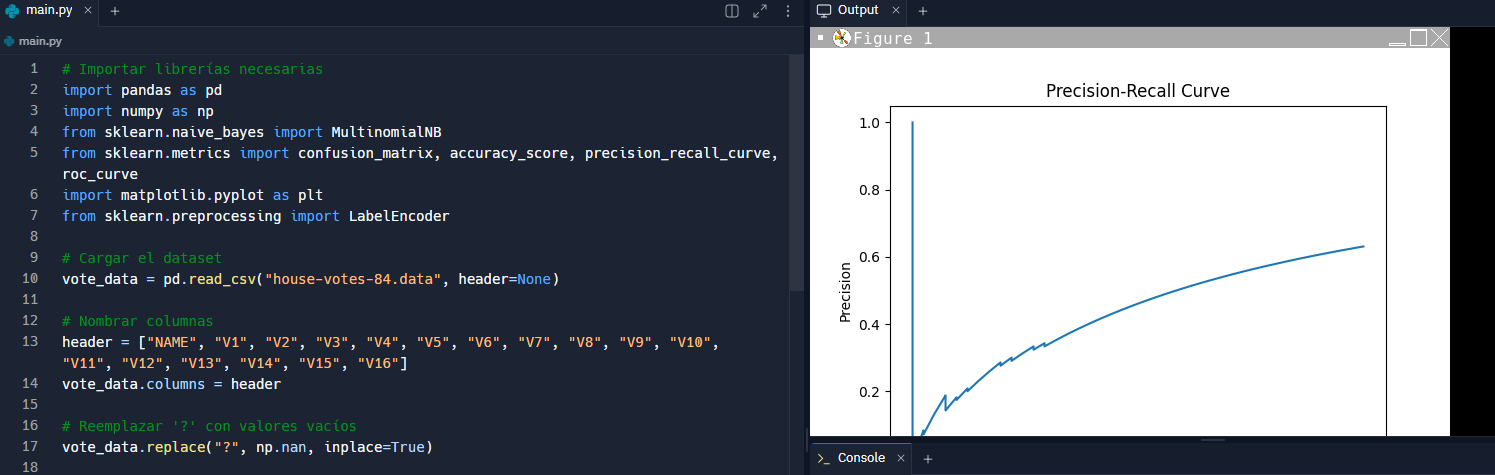 main.py × +
main.py
1 # Importar librerías necesarias
2 import pandas as pd
3 import numpy as np
4 from sklearn.naive_bayes import MultinomialNB
5 from sklearn.metrics import confusion_matrix, accuracy_score, precision_recall_curve,
roc_curve
6 import matplotlib.pyplot as plt
7 from sklearn.preprocessing import LabelEncoder
8
9 # Cargar el dataset
10 vote_data = pd.read_csv("house-votes-84.data", header=None)
11
12 # Nombrar columnas
13 header = ["NAME", "V1", "V2", "V3", "V4", "V5", "V6", "V7", "V8", "V9", "V10",
"V11", "V12", "V13", "V14", "V15", "V16"]
14 vote_data.columns = header
15
16 # Reemplazar '?' con valores vacíos
17 vote_data.replace("?", np.nan, inplace=True)
18
Output × +
Figure 1
Precision-Recall Curve
1.0
0.8
0.6
0.4
0.2
Precision
>_ Console × +